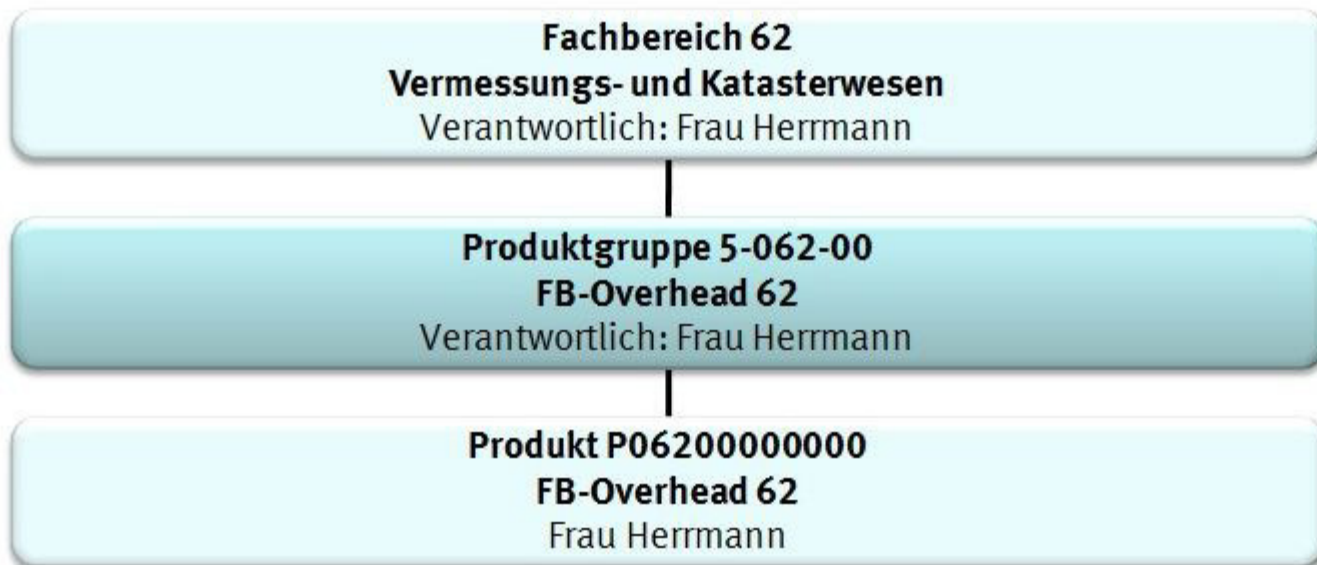 Fachbereich 62
Vermessungs- und Katasterwesen
Verantwortlich: Frau Herrmann
Produktgruppe 5-062-00
FB-Overhead 62
Verantwortlich: Frau Herrmann
Produkt P06200000000
FB-Overhead 62
Frau Herrmann